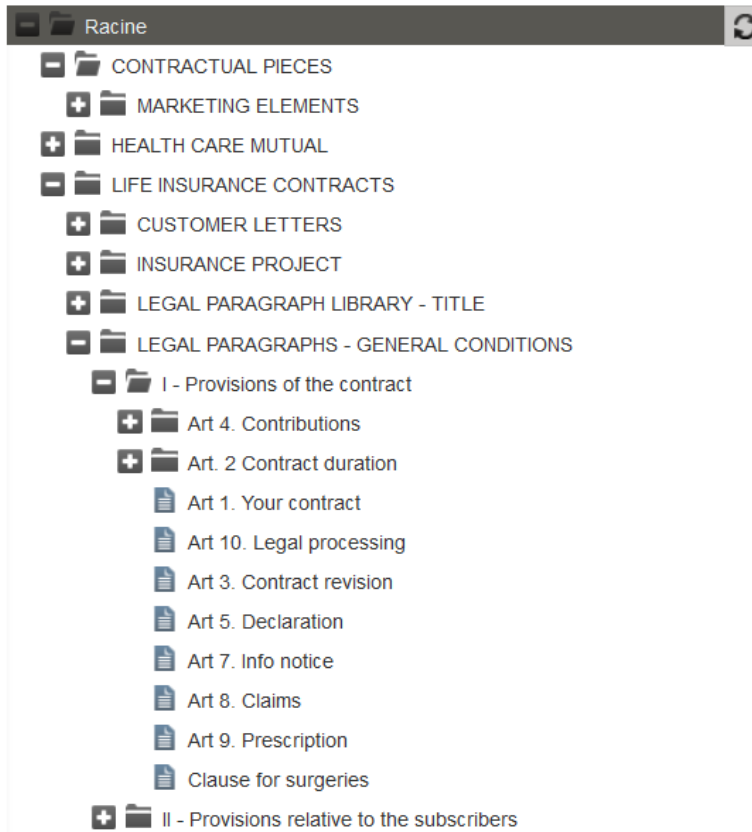 Racine
CONTRACTUAL PIECES
MARKETING ELEMENTS
HEALTH CARE MUTUAL
LIFE INSURANCE CONTRACTS
CUSTOMER LETTERS
INSURANCE PROJECT
LEGAL PARAGRAPH LIBRARY - TITLE
LEGAL PARAGRAPHS - GENERAL CONDITIONS
I - Provisions of the contract
Art 4. Contributions
Art. 2 Contract duration
Art 1. Your contract
Art 10. Legal processing
Art 3. Contract revision
Art 5. Declaration
Art 7. Info notice
Art 8. Claims
Art 9. Prescription
Clause for surgeries
II - Provisions relative to the subscribers